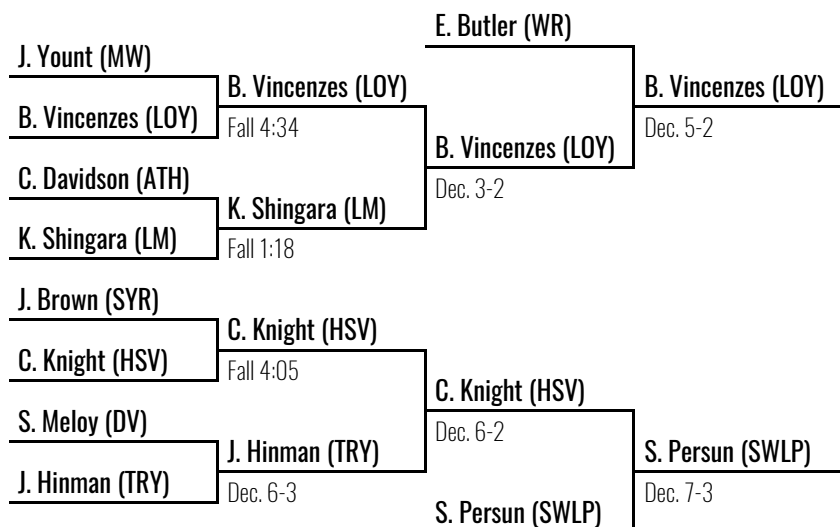 E. Butler (WR)
J. Yount (MW)
B. Vincenzes (LOY)
B. Vincenzes (LOY)
B. Vincenzes (LOY)
Fall 4:34
Dec. 5-2
B. Vincenzes (LOY)
C. Davidson (ATH)
Dec. 3-2
K. Shingara (LM)
K. Shingara (LM)
Fall 1:18
J. Brown (SYR)
C. Knight (HSV)
C. Knight (HSV)
Fall 4:05
C. Knight (HSV)
S. Meloy (DV)
Dec. 6-2
J. Hinman (TRY)
S. Persun (SWLP)
J. Hinman (TRY)
Dec. 6-3
Dec. 7-3
S. Persun (SWLP)